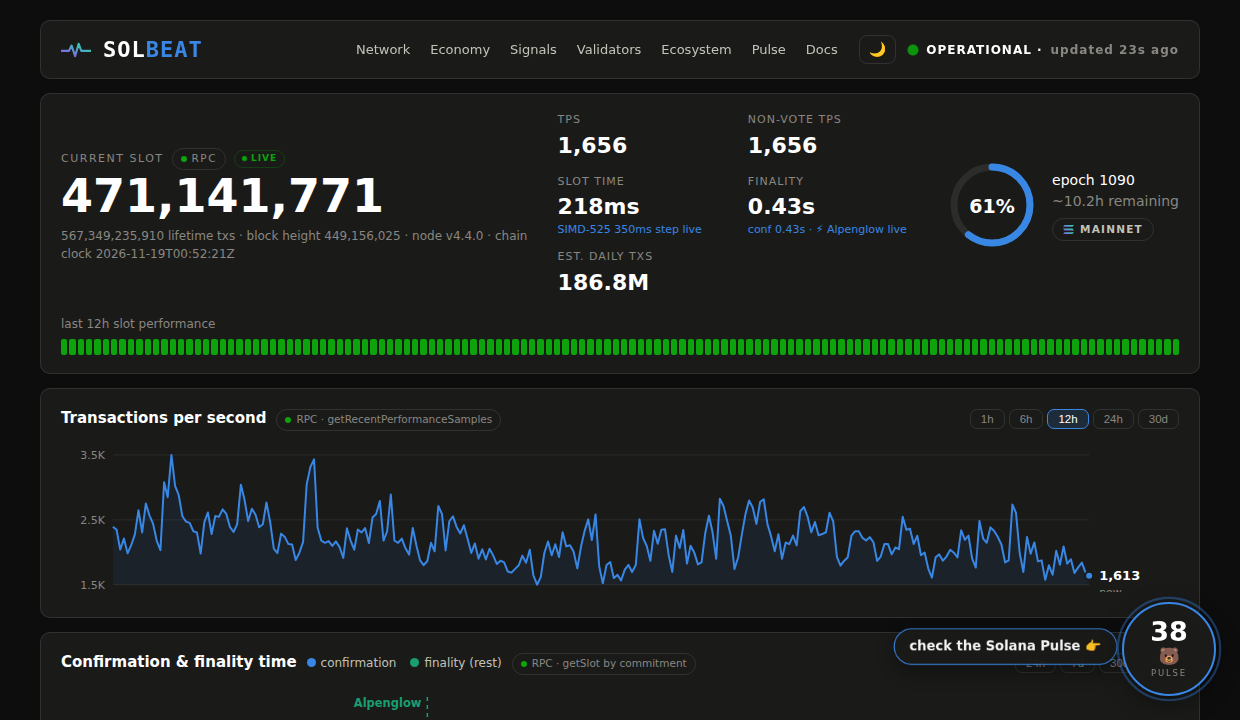 SOLBEAT
Network Economy Signals Validators Ecosystem Pulse Docs
OPERATIONAL · updated 23s ago
CURRENT SLOT RPC LIVE
471,141,771
567,349,235,910 lifetime txs · block height 449,156,025 · node v4.4.0 · chain
clock 2026-11-19T00:52:21Z
TPS
1,656
NON-VOTE TPS
1,656
SLOT TIME
218ms
SIMD-525 350ms step live
FINALITY
0.43s
conf 0.43s · ⚡ Alpenglow live
EST. DAILY TXS
186.8M
61%
epoch 1090
~10.2h remaining
MAINNET
last 12h slot performance
Transactions per second RPC · getRecentPerformanceSamples
1h 6h 12h 24h 30d
3.5K
2.5K
1.5K
1,613
Confirmation & finality time confirmation finality (rest) RPC · getSlot by commitment
Alpenglow
check the Solana Pulse 👉
38
PULSE